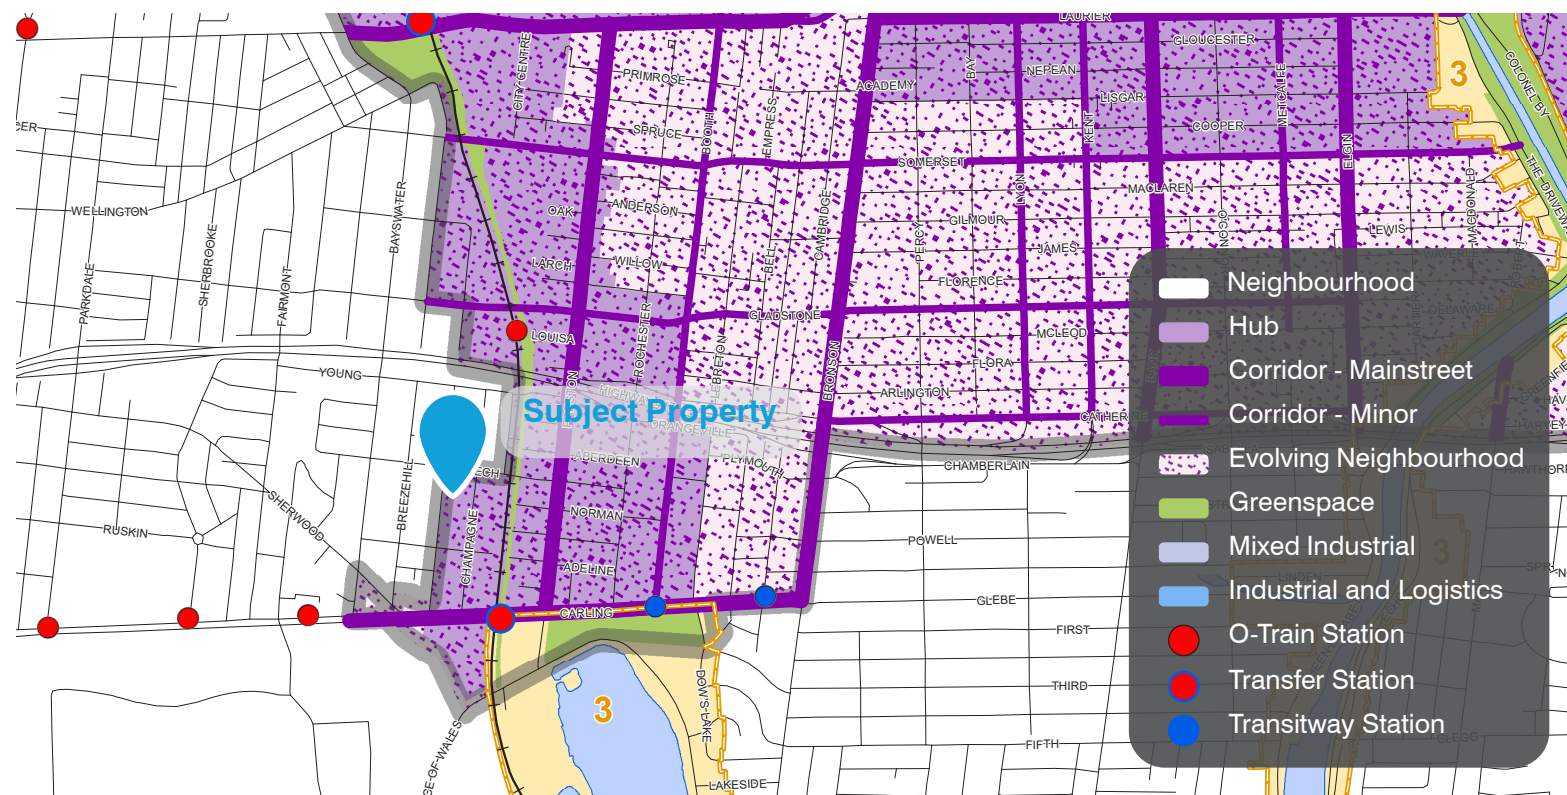 LAURIER
GLOUCESTER
CITY CENTRE
PRIMROSE
BAY
NEPEAN
3
COLONEL BY
ACADEMY
LISGAR
METCALFE
EMPRESS
BOOTH
SPRUCE
KENT
COOPER
ELGIN
SOMERSET
THE DRIVEWAY
BAYSWATER
WELLINGTON
OAK
ANDERSON
CAMBRIDGE
LYON
MACLAREN
MACDONALD
PERCY
GILMOUR
LEWIS
SHERBROOKE
PARKDALE
FAIRMONT
LARCH
WILLOW
BELL
JAMES
FLORENCE
GLADSTONE
LOUISA
ROCHESTER
MCLEOD
YOUNG
BRONSON
FLORA
ARLINGTON
CATHERINE
Subject Property
ORANGEVILLE
ABERDEEN
PLYMOUTH
CHAMBERLAIN
BREEZEHILL
SHERWOOD
RUSKIN
CHAMPAGNE
NORMAN
POWELL
ADELINE
CARLING
GLEBE
FIRST
THIRD
FIFTH
3
DOW'S LAKE
LAKESIDE
Neighbourhood
Hub
Corridor - Mainstreet
Corridor - Minor
Evolving Neighbourhood
Greenspace
Mixed Industrial
Industrial and Logistics
O-Train Station
Transfer Station
Transitway Station
3
LINDEN
CLEGG
DELAWARE